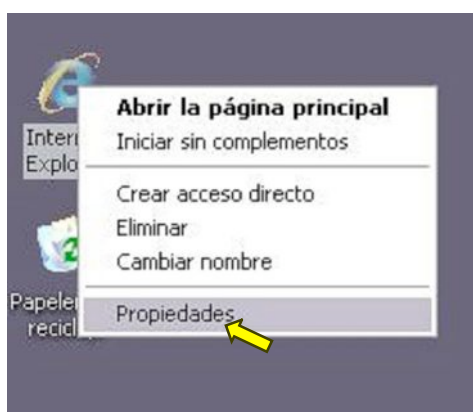 Abrir la página principal
Iniciar sin complementos
Crear acceso directo
Eliminar
Cambiar nombre
Propiedades